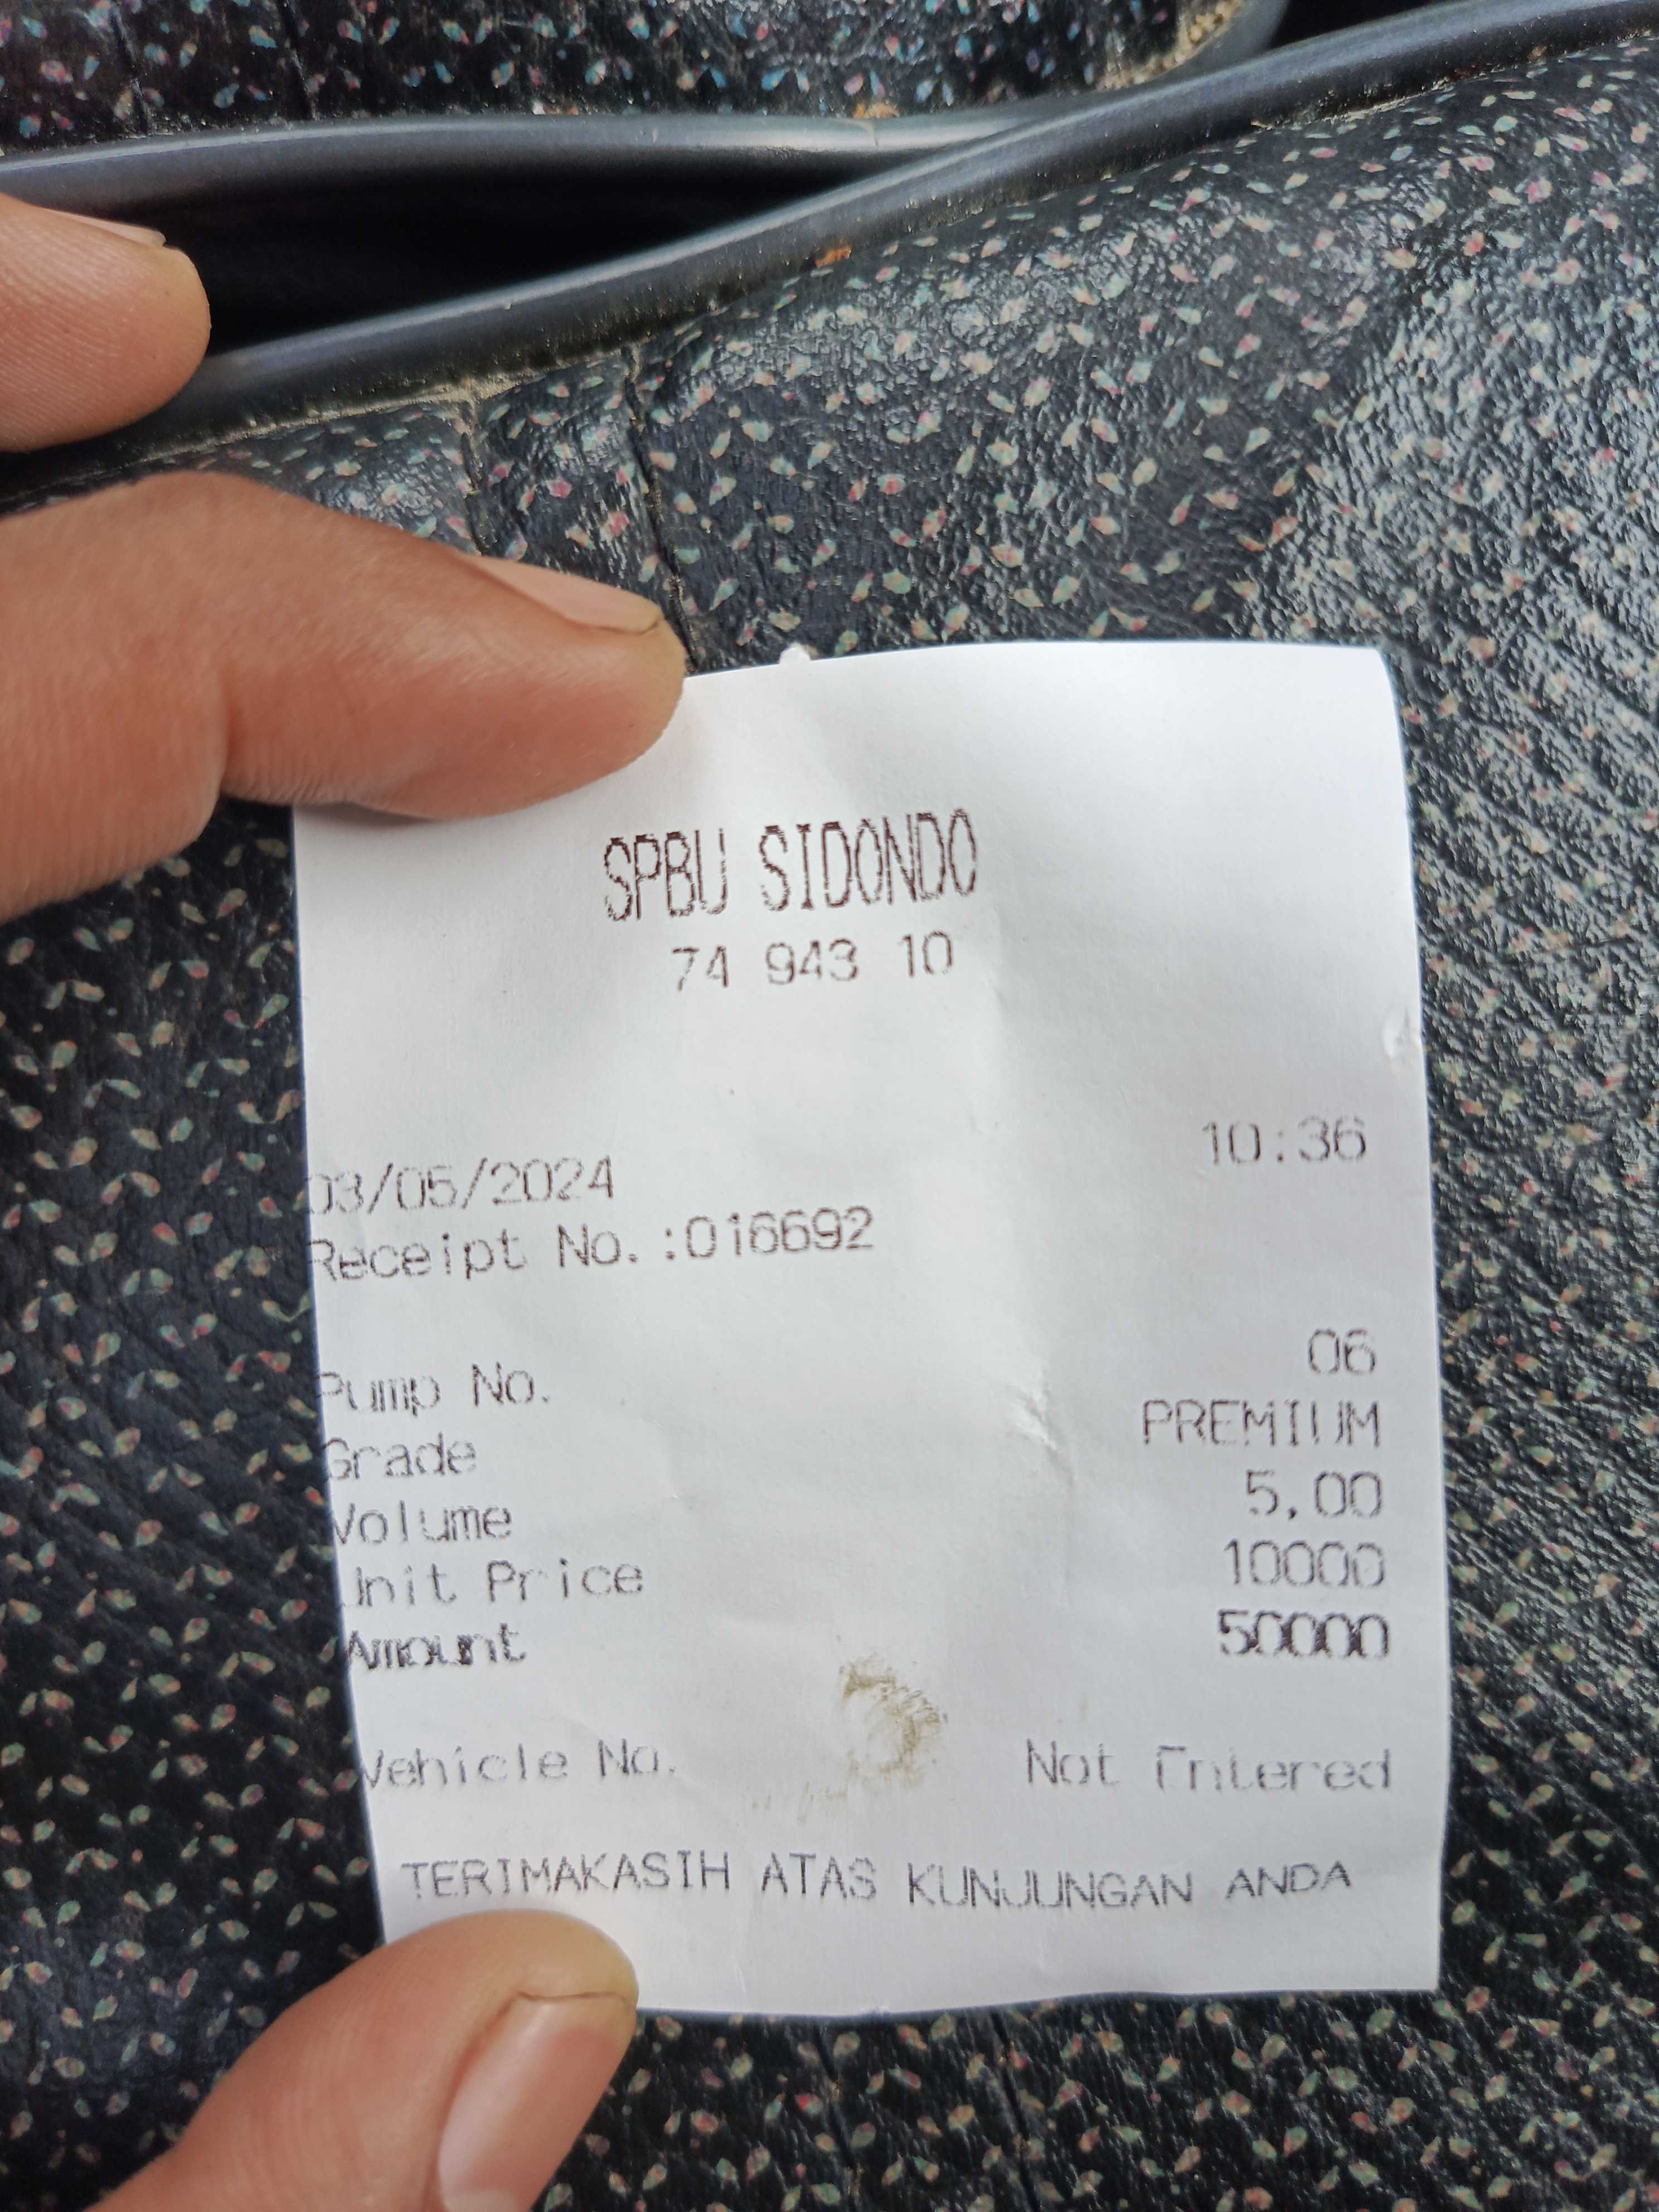 SPBU SIDONDO
74 943 10
03/05/2024 10:36
Receipt No.:016692
Pump No. 06
Grade PREMIUM
Volume 5,00
Unit Price 10000
Amount 50000
Vehicle No. Not Entered
TERIMAKASIH ATAS KUNJUNGAN ANDA